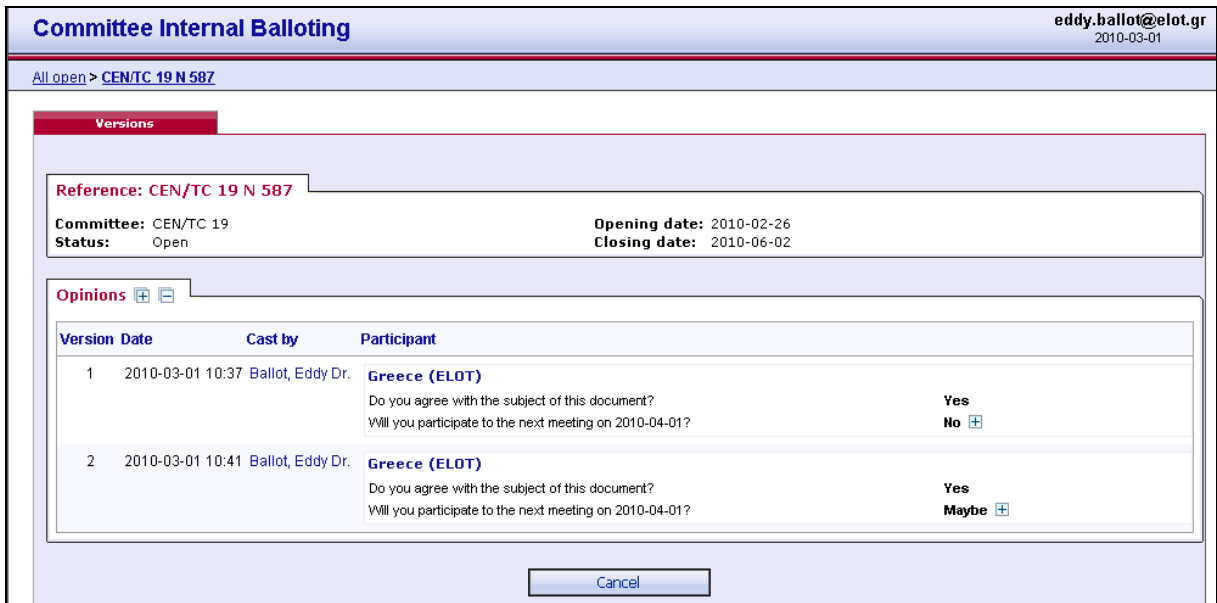 Committee Internal Balloting
eddy.ballot@elot.gr
2010-03-01
All open > CEN/TC 19 N 587
Versions
Reference: CEN/TC 19 N 587
Committee: CEN/TC 19 Opening date: 2010-02-26
Status: Open Closing date: 2010-06-02
Opinions
Version Date Cast by Participant
1 2010-03-01 10:37 Ballot, Eddy Dr. Greece (ELOT)
Do you agree with the subject of this document? Yes
Will you participate to the next meeting on 2010-04-01? No
2 2010-03-01 10:41 Ballot, Eddy Dr. Greece (ELOT)
Do you agree with the subject of this document? Yes
Will you participate to the next meeting on 2010-04-01? Maybe
Cancel